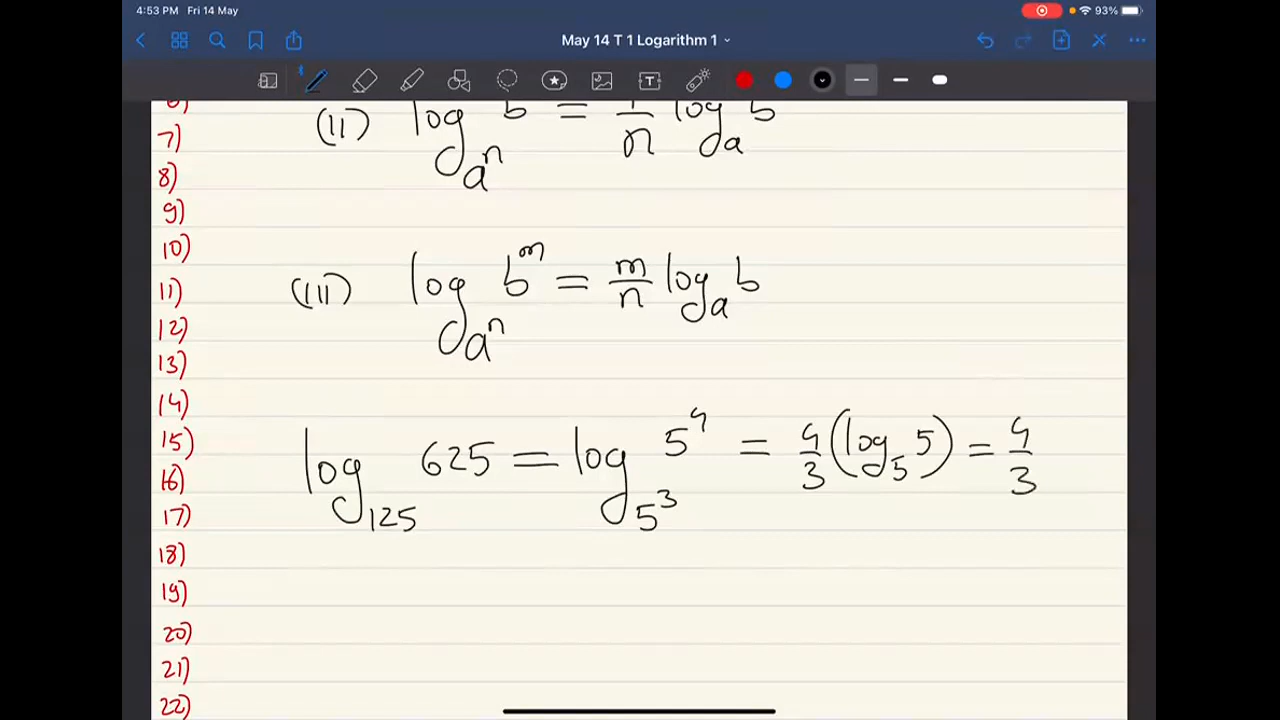 4:53 PM Fri 14 May 93%
May 14 T 1 Logarithm 1
7) (II) log_{a^n} b = 1/n log_a b
8)
9)
10)
11) (III) log_{a^n} b^m = m/n log_a b
12)
13)
14)
15)
16) log_{125} 625 = log_{5^3} 5^4 = 4/3 (log_5 5) = 4/3
17)
18)
19)
20)
21)
22)